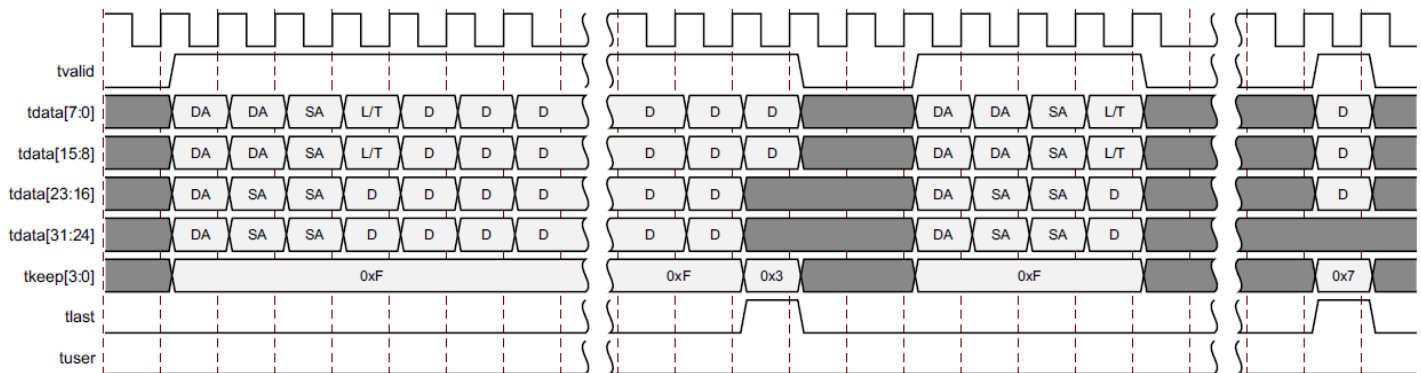 tvalid
tdata[7:0] DA DA SA L/T D D D D D D DA DA SA L/T D
tdata[15:8] DA DA SA L/T D D D D D D DA DA SA L/T D
tdata[23:16] DA SA SA D D D D D D DA SA SA D D
tdata[31:24] DA SA SA D D D D D D DA SA SA D
tkeep[3:0] 0xF 0xF 0x3 0xF 0x7
tlast
tuser